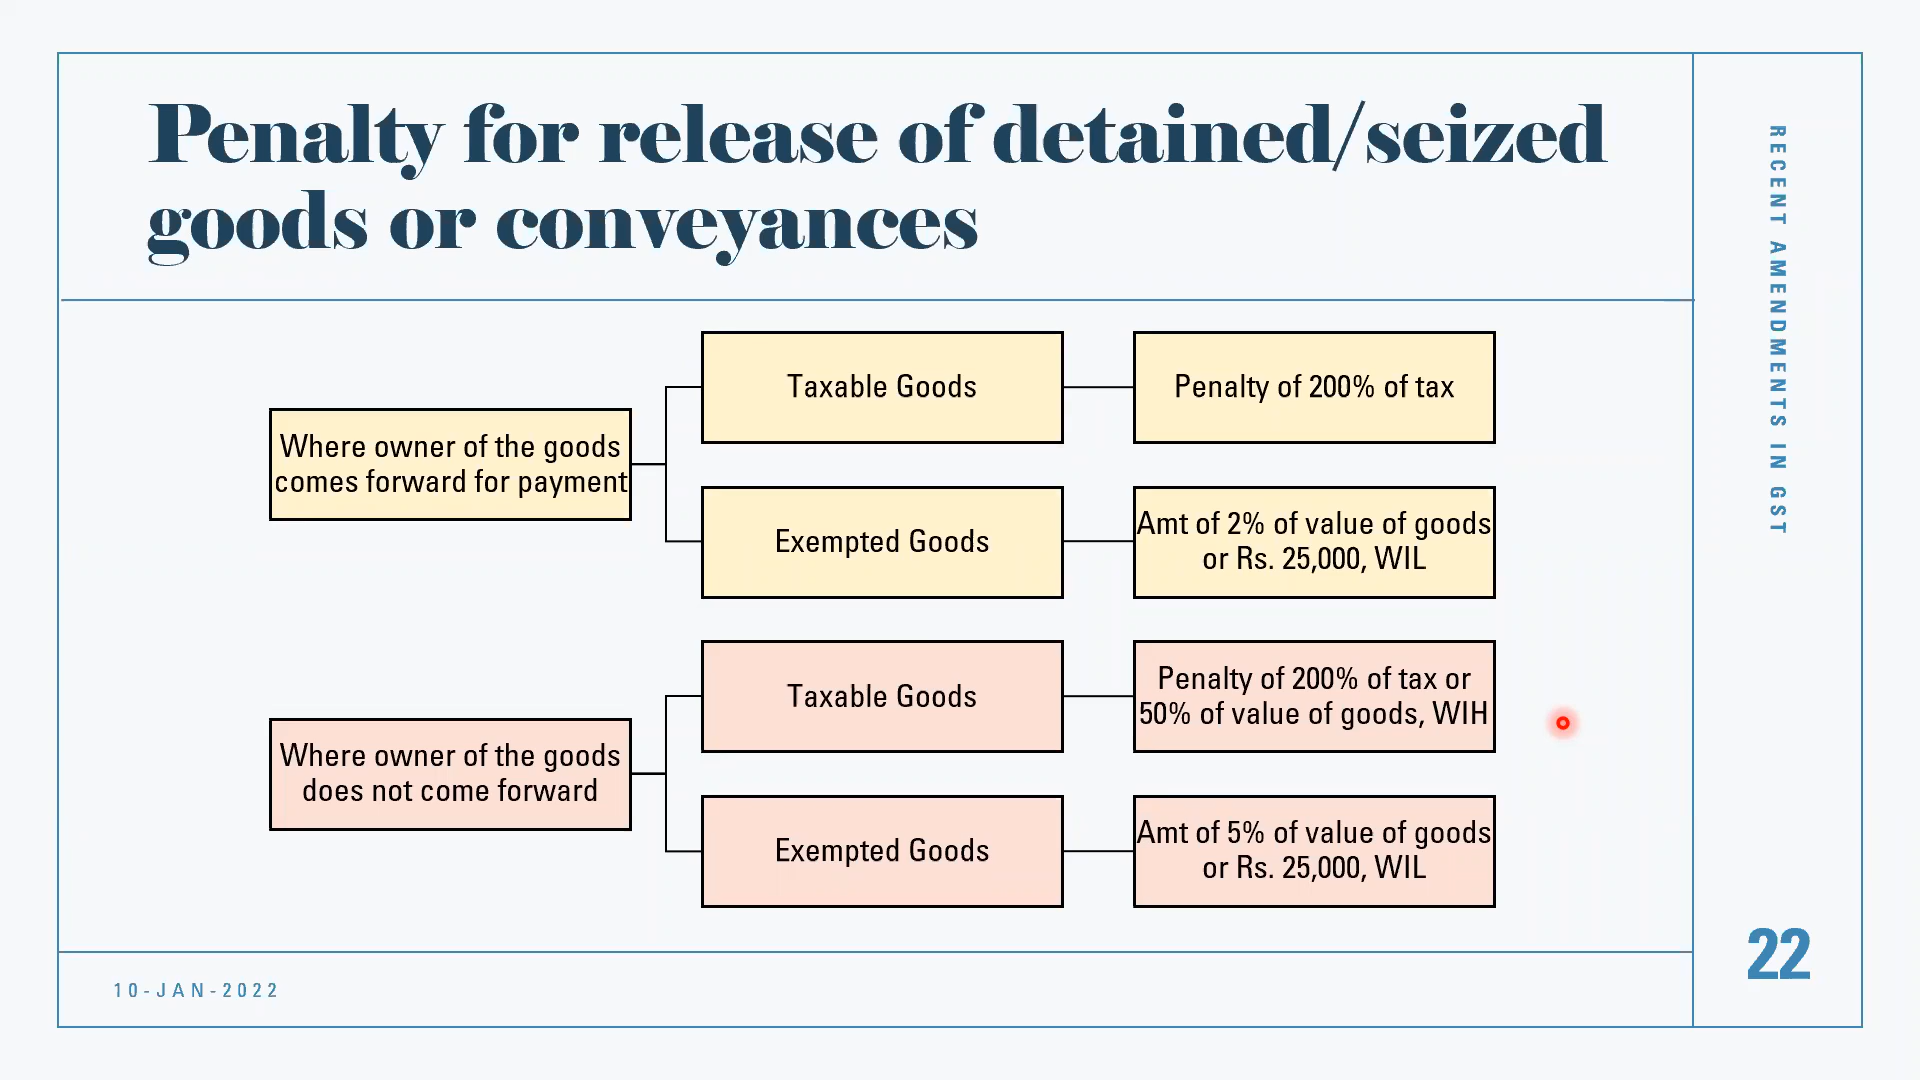 Penalty for release of detained/seized
goods or conveyances
RECENT AMENDMENTS IN GST
Where owner of the goods
comes forward for payment
Taxable Goods
Penalty of 200% of tax
Exempted Goods
Amt of 2% of value of goods
or Rs. 25,000, WIL
Where owner of the goods
does not come forward
Taxable Goods
Penalty of 200% of tax or
50% of value of goods, WIH
Exempted Goods
Amt of 5% of value of goods
or Rs. 25,000, WIL
10-JAN-2022
22